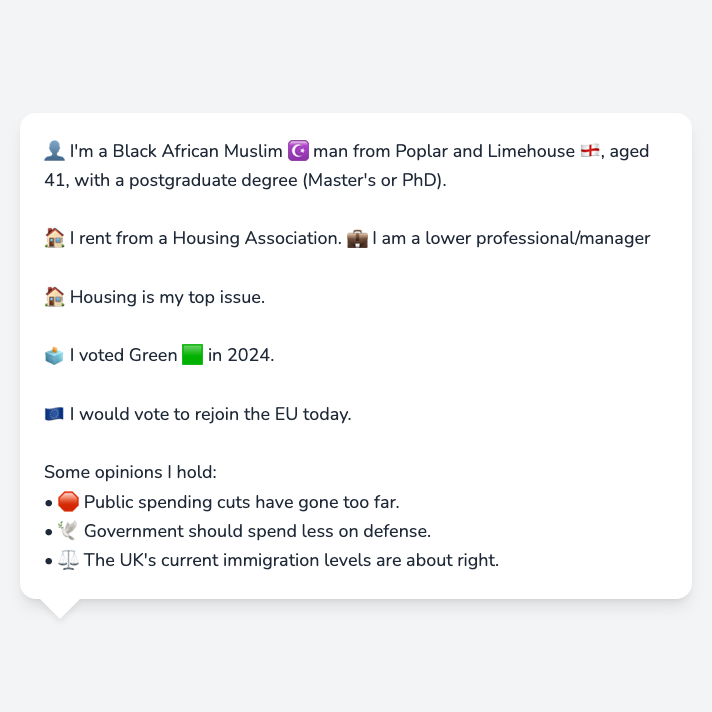 👤 I'm a Black African Muslim ☪️ man from Poplar and Limehouse 🏴󠁧󠁢󠁥󠁮󠁧󠁿, aged
41, with a postgraduate degree (Master's or PhD).
🏠 I rent from a Housing Association. 💼 I am a lower professional/manager
🏠 Housing is my top issue.
🗳️ I voted Green 🟩 in 2024.
🇪🇺 I would vote to rejoin the EU today.
Some opinions I hold:
• 🛑 Public spending cuts have gone too far.
• 🕊️ Government should spend less on defense.
• ⚖️ The UK's current immigration levels are about right.